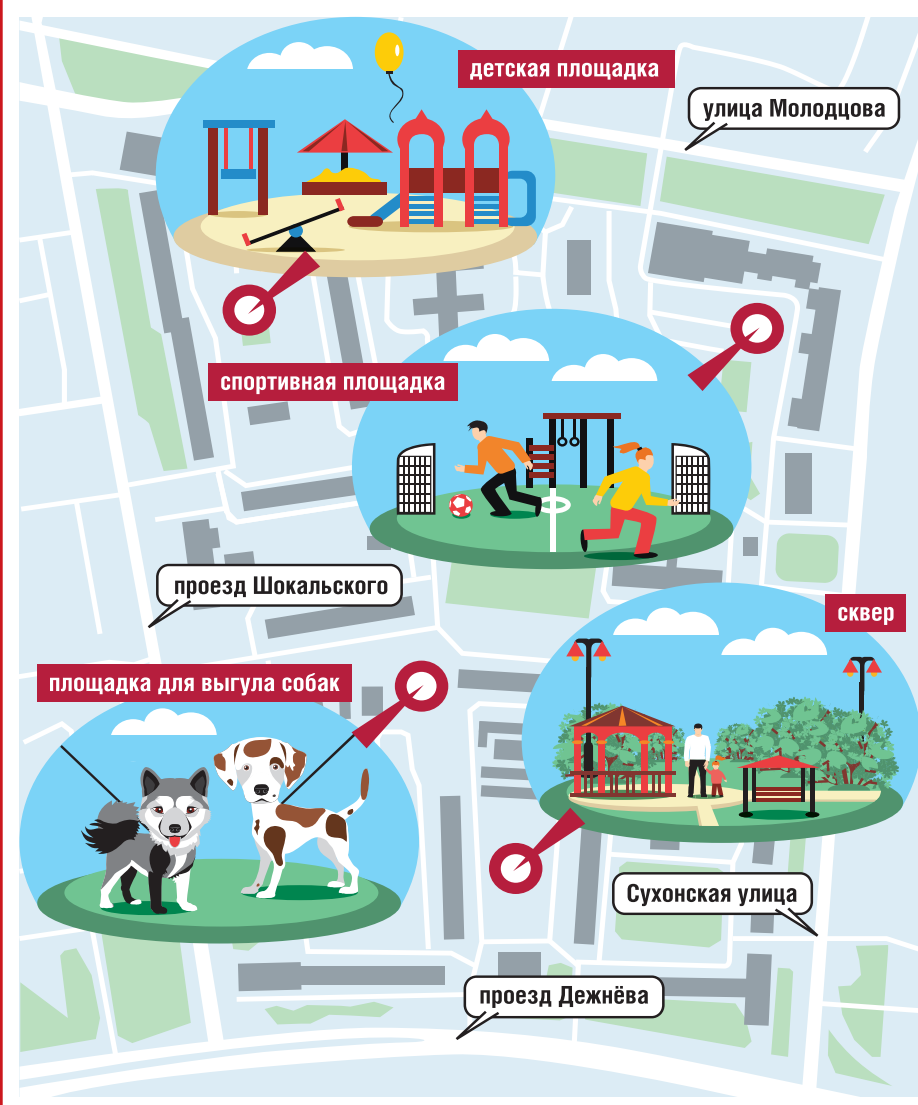 детская площадка
улица Молодцова
спортивная площадка
проезд Шокальского
сквер
площадка для выгула собак
Сухонская улица
проезд Дежнёва